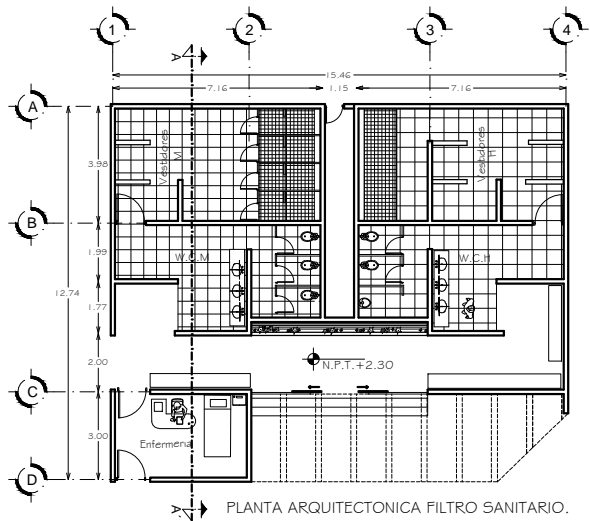 1 2 3 4
A
15.46
7.16 1.15 7.16
A
Vestidores
M
Vestidores
H
3.98
B
W.C.M
W.C.H
1.99
12.74
1.77
2.00
N.P.T.+2.30
C
Enfermeria
3.00
D
A'
PLANTA ARQUITECTONICA FILTRO SANITARIO.